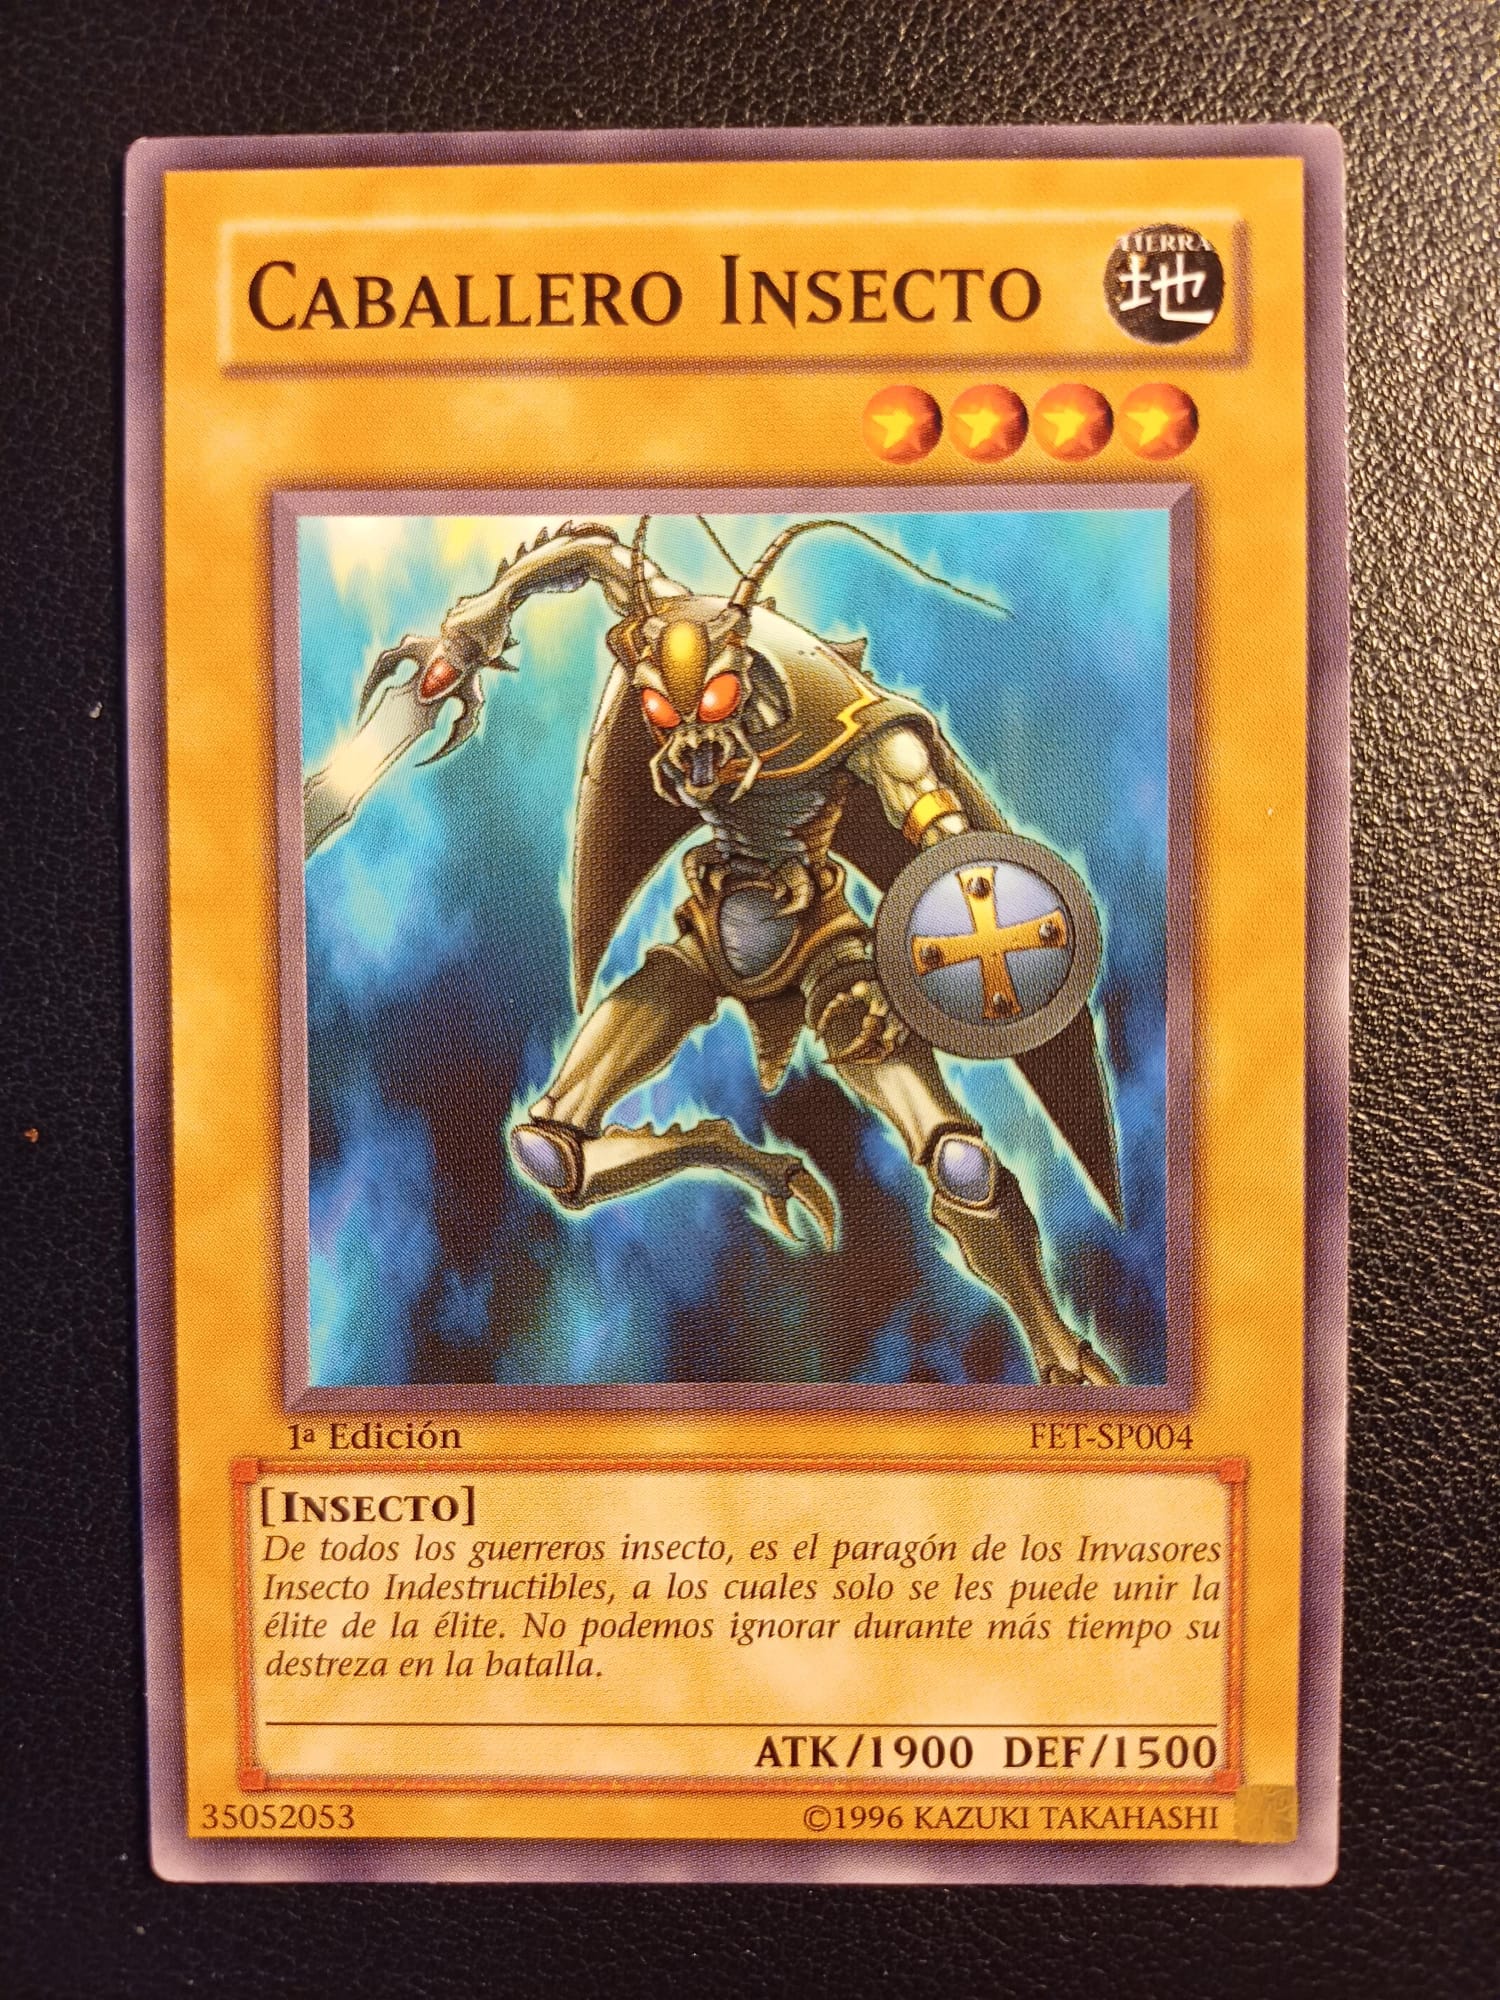 CABALLERO INSECTO
TIERRA
地
1ª Edición
FET-SP004
[INSECTO]
De todos los guerreros insecto, es el paragón de los Invasores
Insecto Indestructibles, a los cuales solo se les puede unir la
élite de la élite. No podemos ignorar durante más tiempo su
destreza en la batalla.
ATK/1900 DEF/1500
35052053
©1996 KAZUKI TAKAHASHI